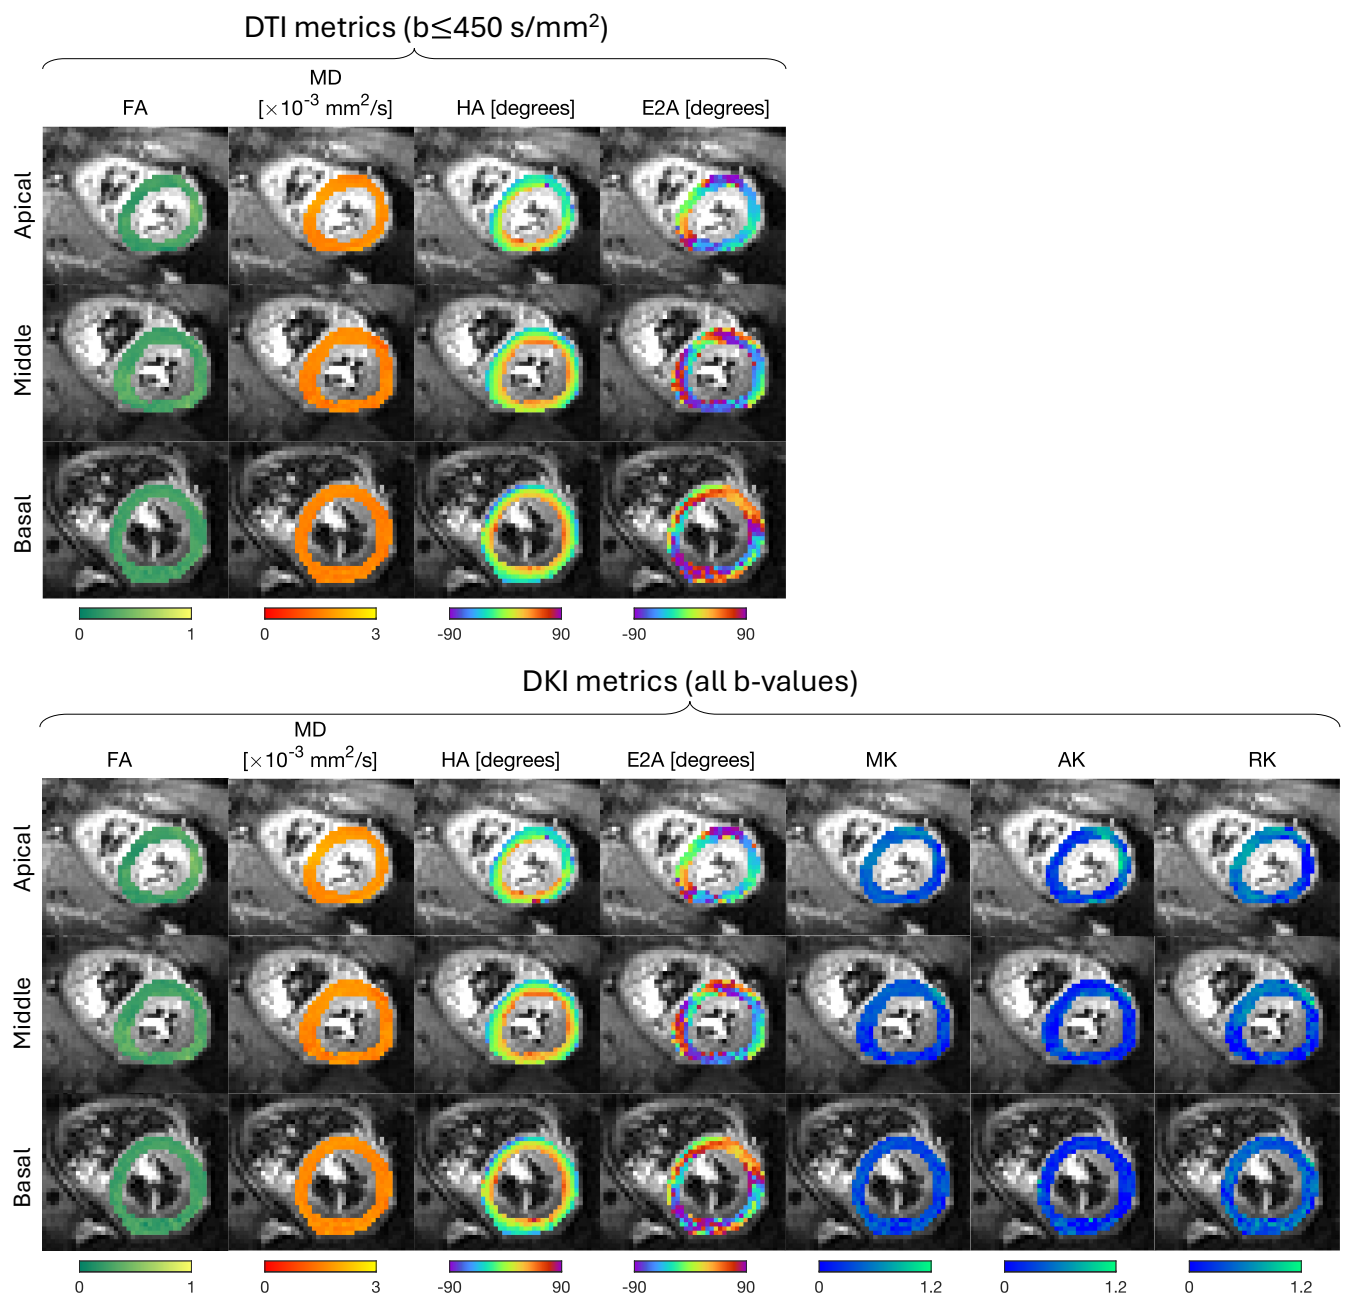 DTI metrics (b≤450 s/mm²)
MD
FA [×10⁻³ mm²/s] HA [degrees] E2A [degrees]
Apical
Middle
Basal
0 1 0 3 -90 90 -90 90
DKI metrics (all b-values)
MD
FA [×10⁻³ mm²/s] HA [degrees] E2A [degrees] MK AK RK
Apical
Middle
Basal
0 1 0 3 -90 90 -90 90 0 1.2 0 1.2 0 1.2